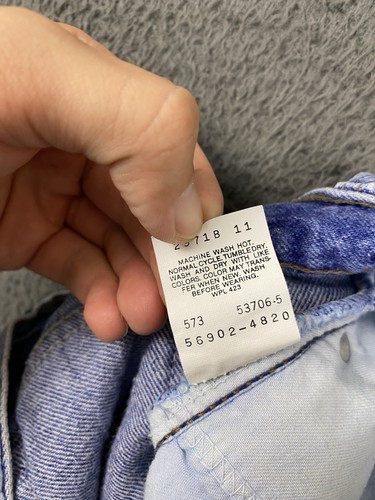 2571B 11
MACHINE WASH HOT.
NORMAL CYCLE. TUMBLE DRY.
WASH AND DRY WITH LIKE
COLORS. COLOR MAY TRANS-
FER WHEN NEW. WASH
BEFORE WEARING.
WPL 423
573 53706-5
56902-4820